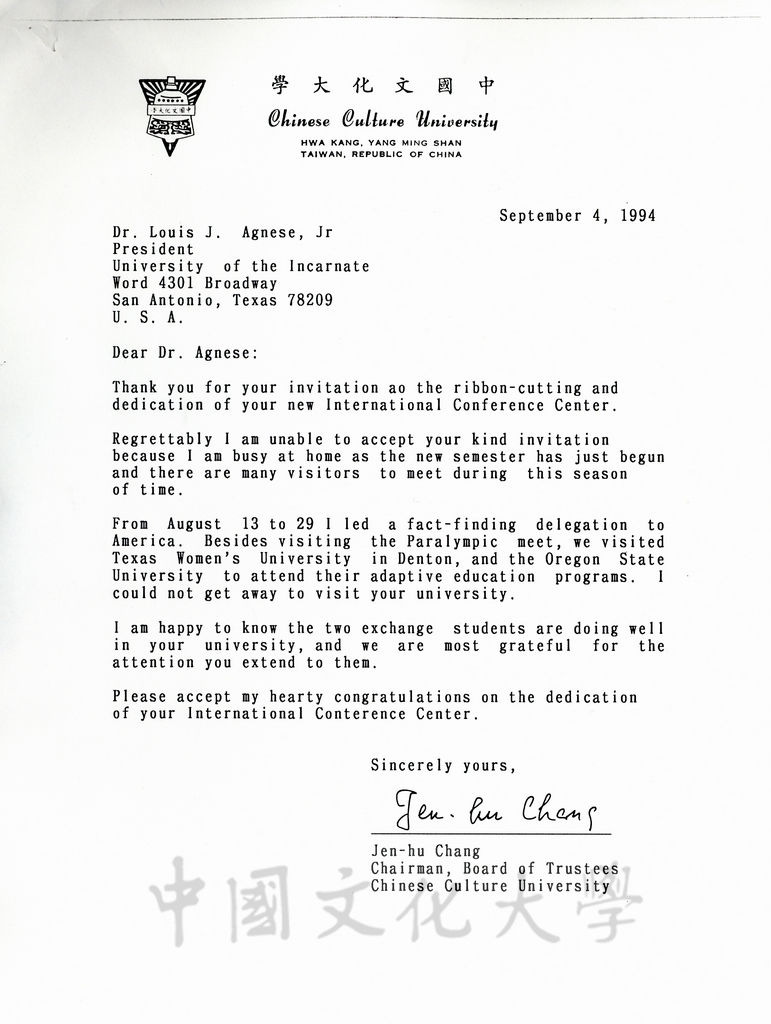 學大化文國中
學大化文國中
Chinese Culture University
HWA KANG, YANG MING SHAN
TAIWAN, REPUBLIC OF CHINA
September 4, 1994
Dr. Louis J. Agnese, Jr
President
University of the Incarnate
Word 4301 Broadway
San Antonio, Texas 78209
U. S. A.
Dear Dr. Agnese:
Thank you for your invitation ao the ribbon-cutting and
dedication of your new International Conference Center.
Regrettably I am unable to accept your kind invitation
because I am busy at home as the new semester has just begun
and there are many visitors to meet during this season
of time.
From August 13 to 29 I led a fact-finding delegation to
America. Besides visiting the Paralympic meet, we visited
Texas Women's University in Denton, and the Oregon State
University to attend their adaptive education programs. I
could not get away to visit your university.
I am happy to know the two exchange students are doing well
in your university, and we are most grateful for the
attention you extend to them.
Please accept my hearty congratulations on the dedication
of your International Conterence Center.
Sincerely yours,
Jen-hu Chang
Jen-hu Chang
Chairman, Board of Trustees
Chinese Culture University
中國文化大學